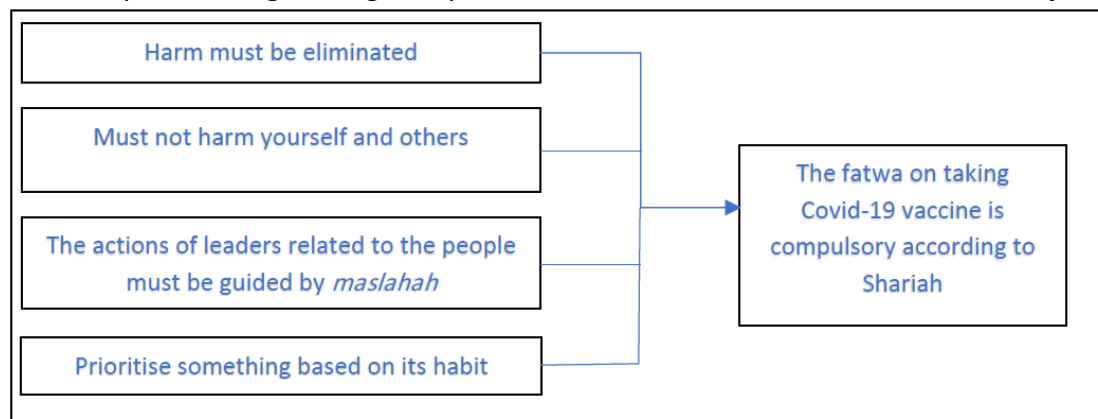 Harm must be eliminated
Must not harm yourself and others
The actions of leaders related to the people
must be guided by maslahah
Prioritise something based on its habit
The fatwa on taking
Covid-19 vaccine is
compulsory according to
Shariah